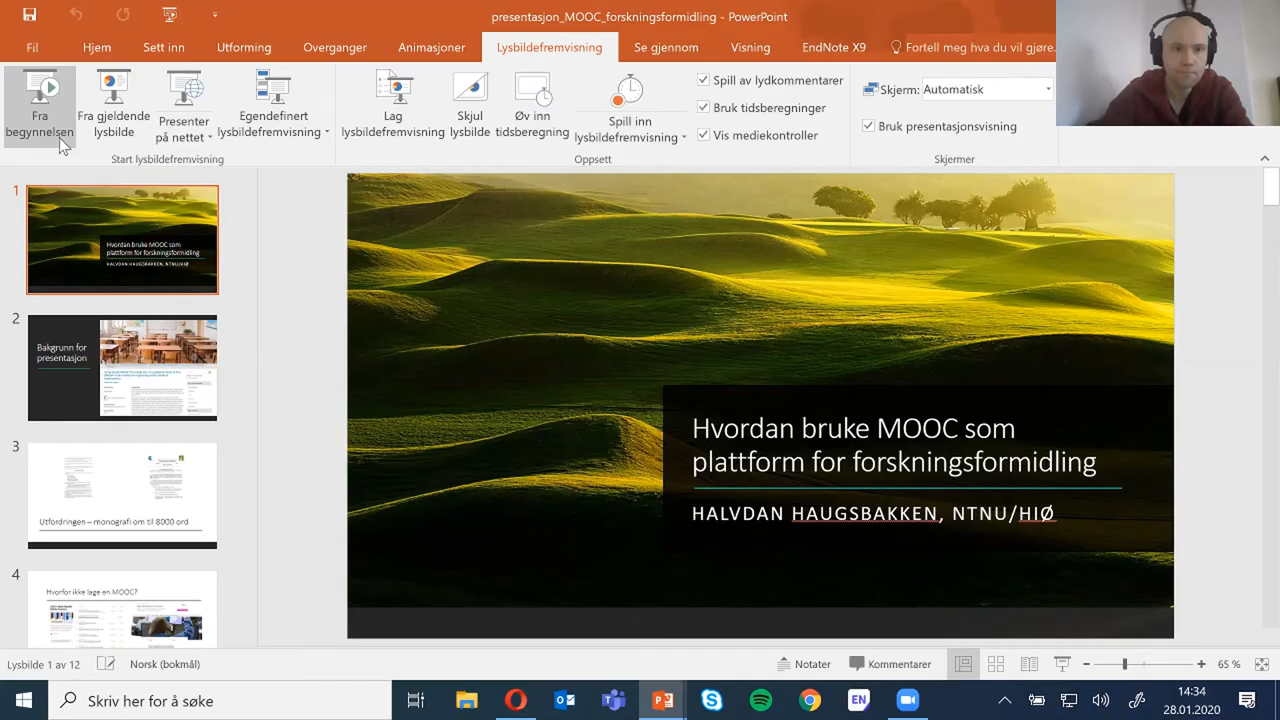 presentasjon_MOOC_forskningsformidling - PowerPoint
Fil Hjem Sett inn Utforming Overganger Animasjoner Lysbildefremvisning Se gjennom Visning EndNote X9 Fortell meg hva du vil gjøre.
Fra begynnelsen
Fra gjeldende lysbilde
Presenter på nettet
Egendefinert lysbildefremvisning
Start lysbildefremvisning
Lag lysbildefremvisning
Skjul lysbilde
Øv inn tidsberegning
Spill inn lysbildefremvisning
Spill av lydkommentarer
Bruk tidsberegninger
Vis mediekontroller
Oppsett
Skjerm: Automatisk
Bruk presentasjonsvisning
Skjermer
1
Hvordan bruke MOOC som
plattform for forskningsformidling
HALVDAN HAUGSBAKKEN, NTNU/HIØ
2
Bakgrunn for
presentasjon
3
Utfordringen – monografi om til 8000 ord
4
Hvorfor ikke lage en MOOC?
Hvordan bruke MOOC som
plattform for forskningsformidling
HALVDAN HAUGSBAKKEN, NTNU/HIØ
Lysbilde 1 av 12 Norsk (bokmål) Notater Kommentarer 65 %
Skriv her for å søke
EN
14:34
28.01.2020